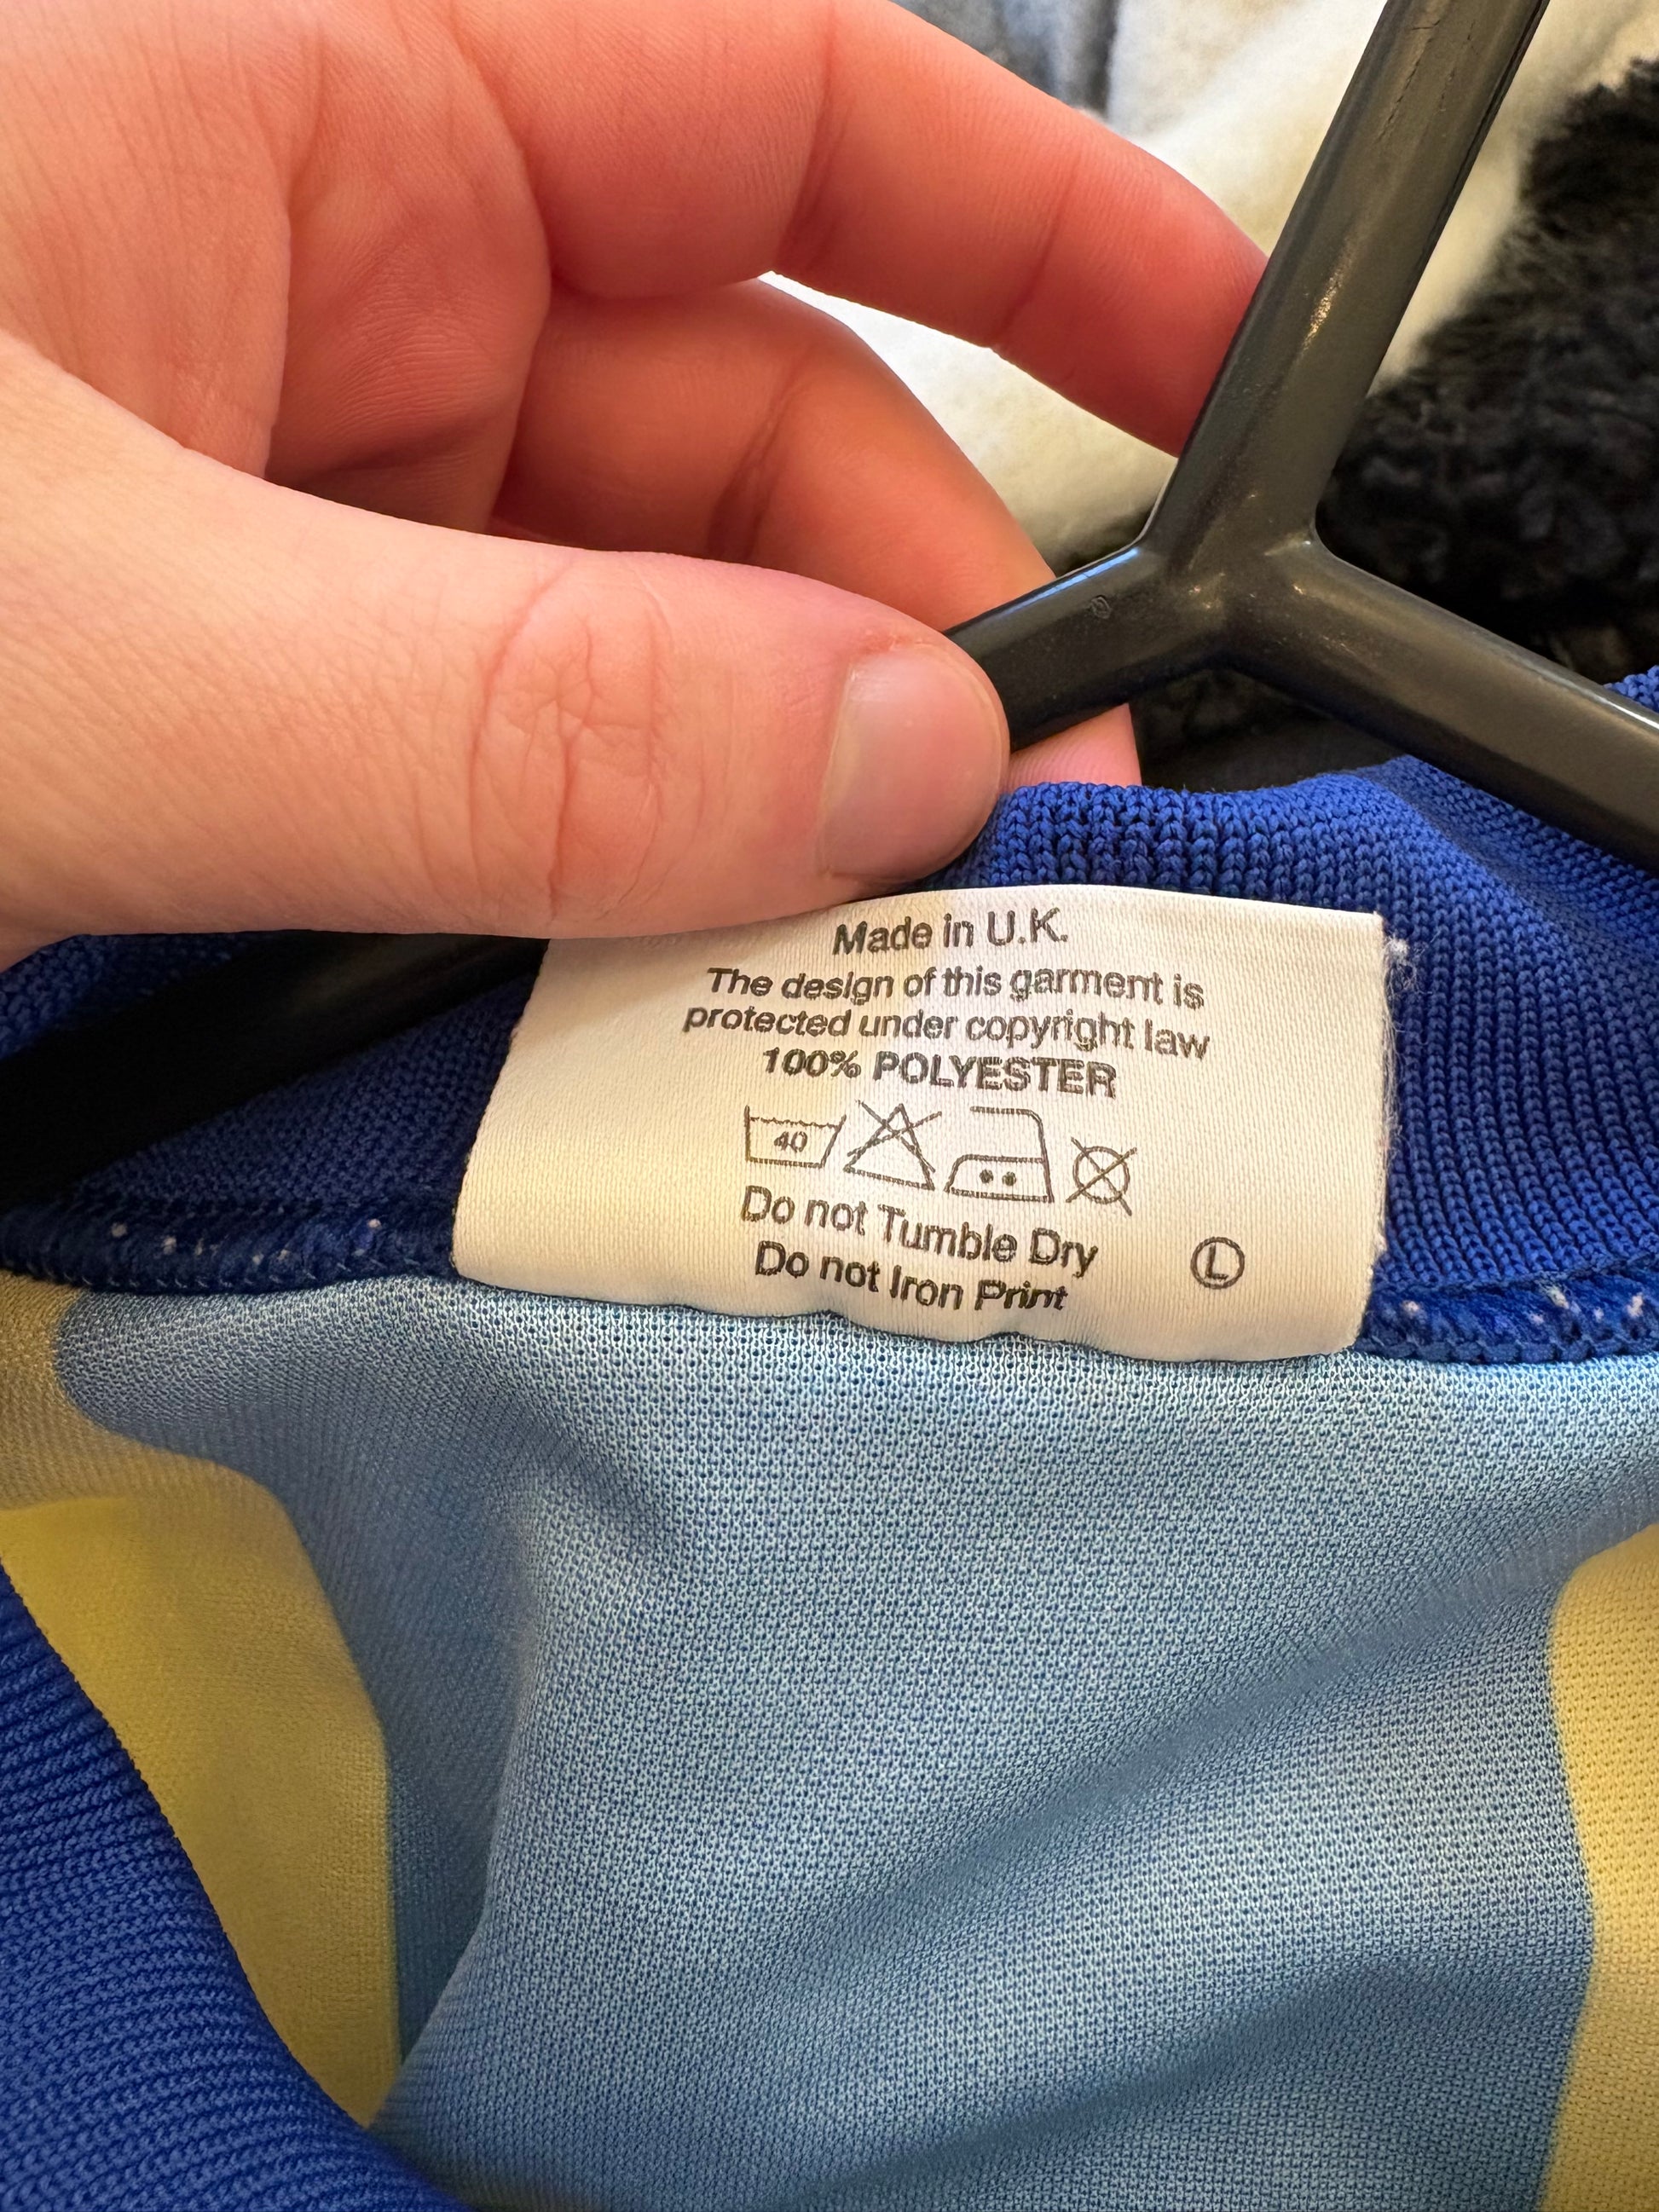 Made in U.K.
The design of this garment is
protected under copyright law
100% POLYESTER
40
Do not Tumble Dry
L
Do not Iron Print